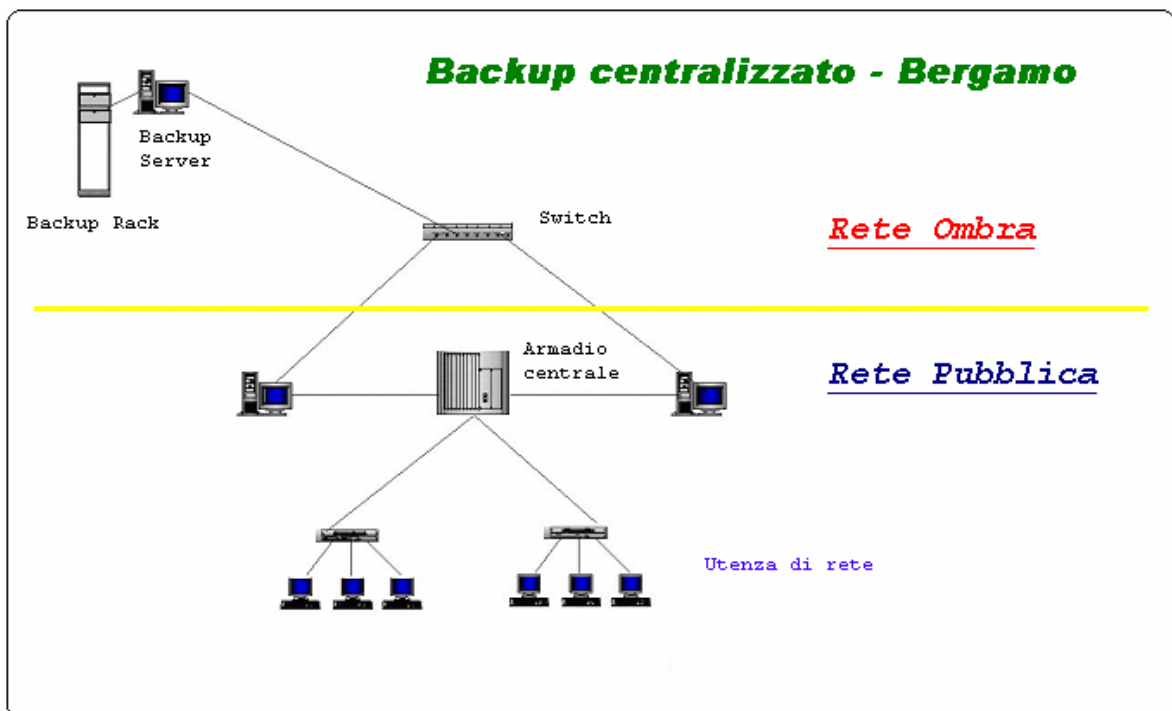 Backup centralizzato - Bergamo
Backup
Server
Backup Rack
Switch
Rete Ombra
Armadio
centrale
Rete Pubblica
Utenza di rete